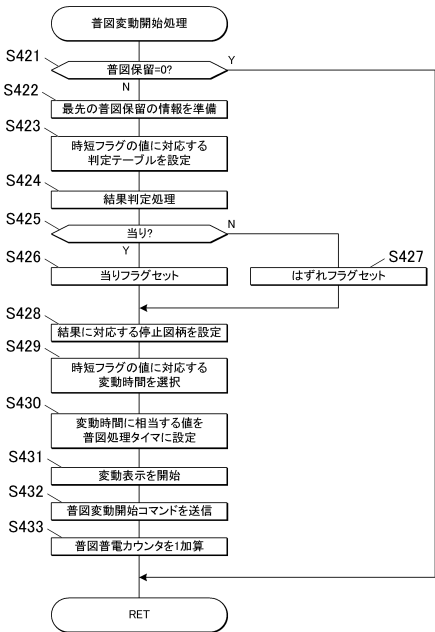 普図変動開始処理
S421
普図保留=0?
Y
N
S422
最先の普図保留の情報を準備
S423
時短フラグの値に対応する
判定テーブルを設定
S424
結果判定処理
S425
当り?
N
Y
S426
当りフラグセット
S427
はずれフラグセット
S428
結果に対応する停止図柄を設定
S429
時短フラグの値に対応する
変動時間を選択
S430
変動時間に相当する値を
普図処理タイマに設定
S431
変動表示を開始
S432
普図変動開始コマンドを送信
S433
普図普電カウンタを1加算
RET